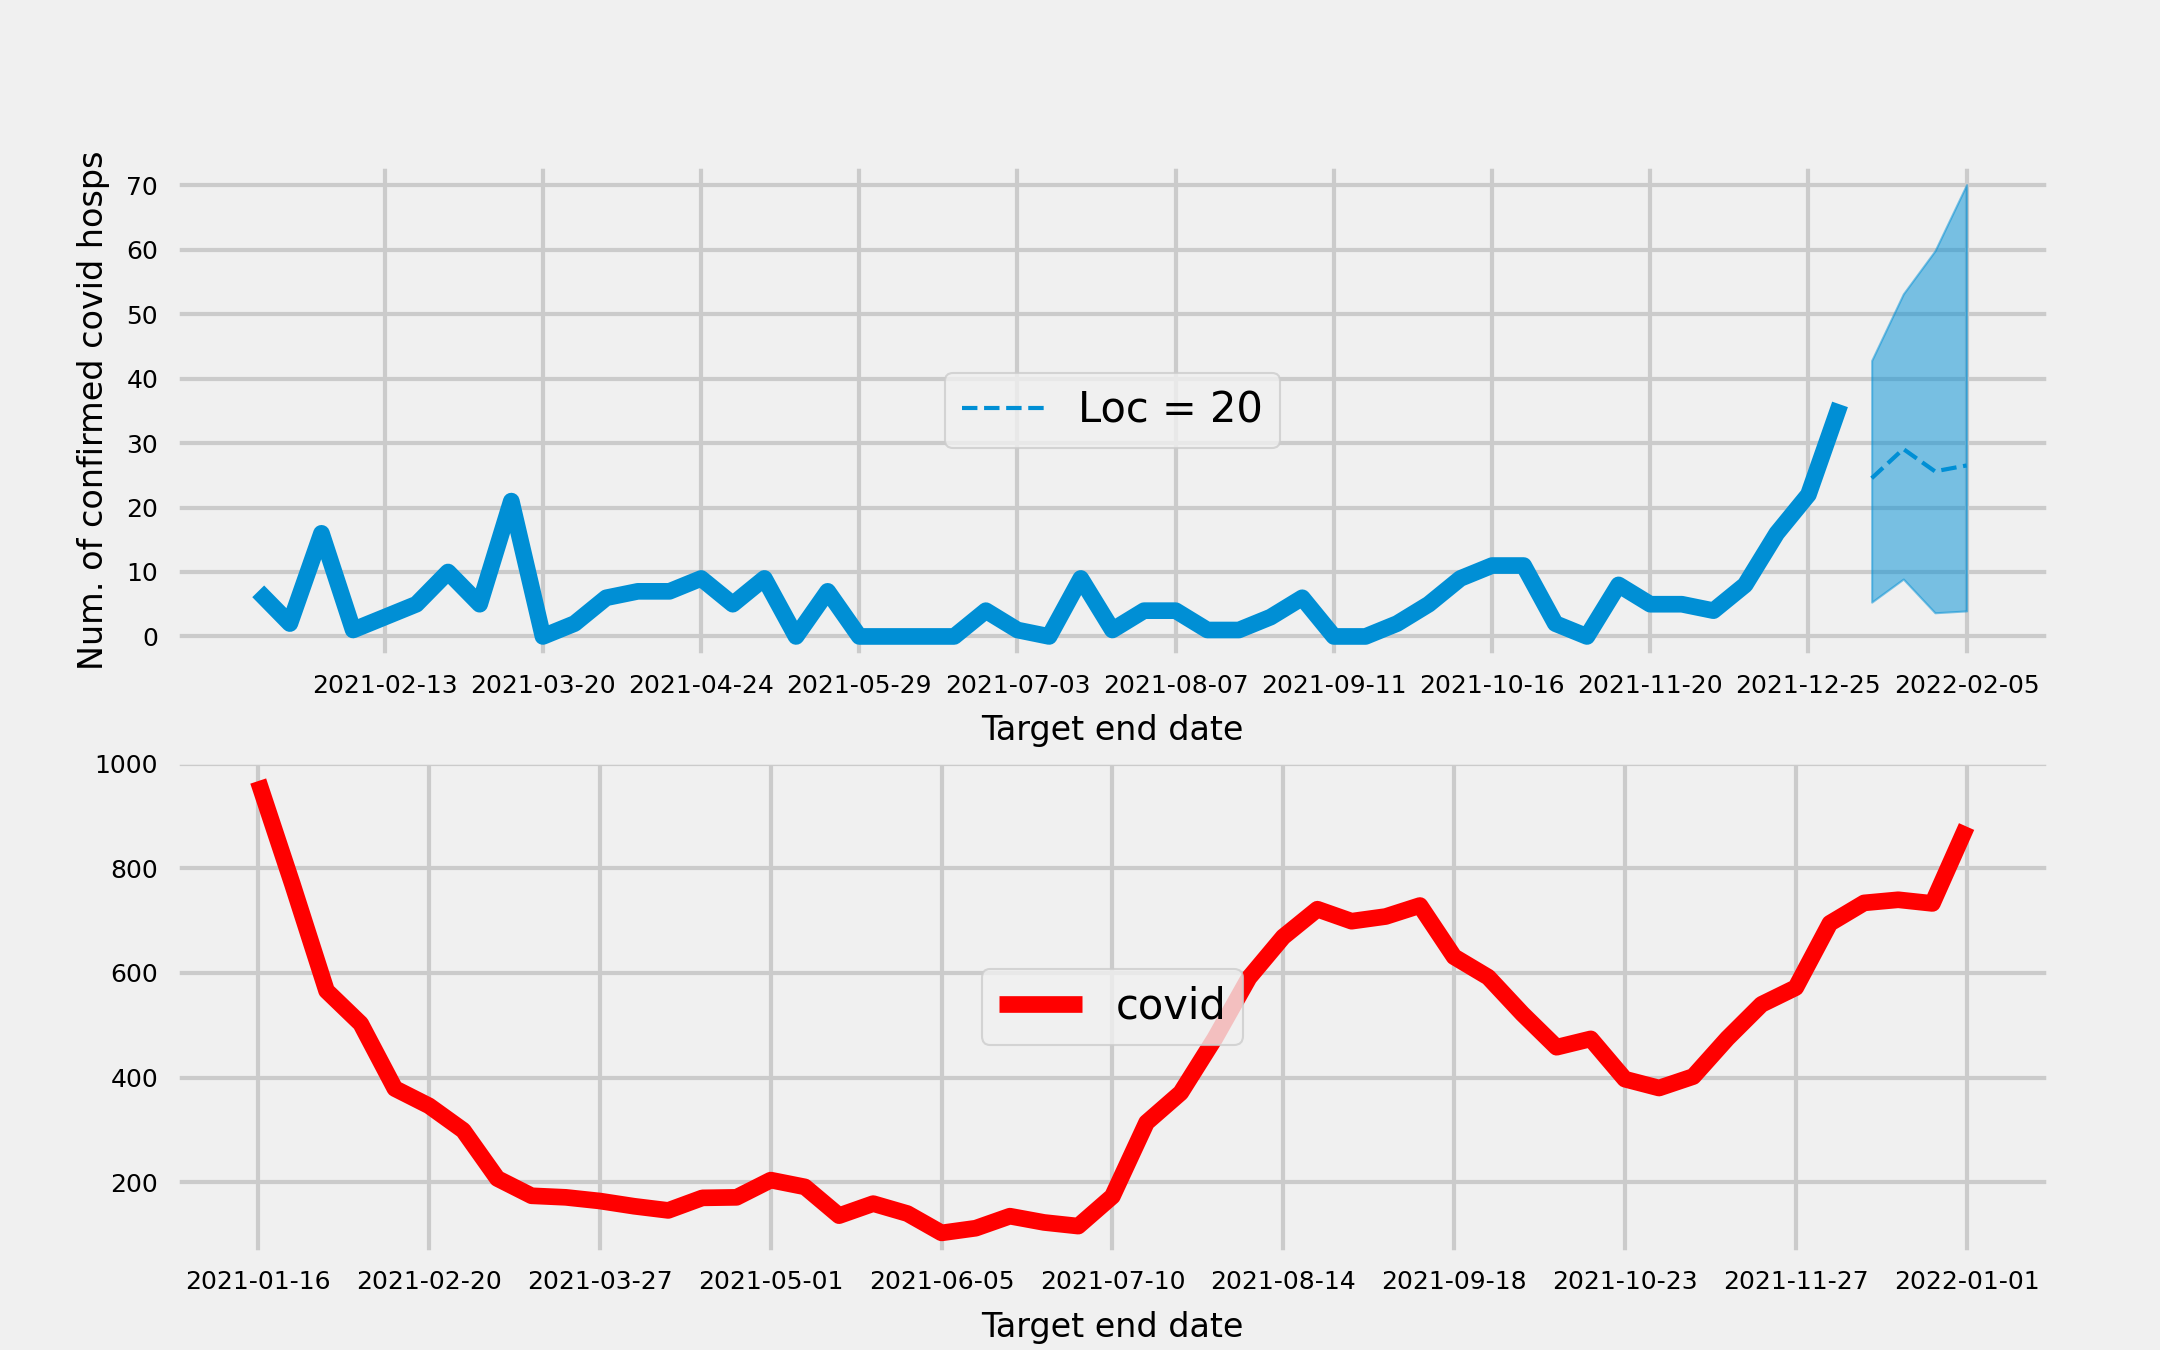 Num. of confirmed covid hosps
70
60
50
40
30
20
10
0
Loc = 20
2021-02-13 2021-03-20 2021-04-24 2021-05-29 2021-07-03 2021-08-07 2021-09-11 2021-10-16 2021-11-20 2021-12-25 2022-02-05
Target end date
1000
800
600
400
200
covid
2021-01-16 2021-02-20 2021-03-27 2021-05-01 2021-06-05 2021-07-10 2021-08-14 2021-09-18 2021-10-23 2021-11-27 2022-01-01
Target end date